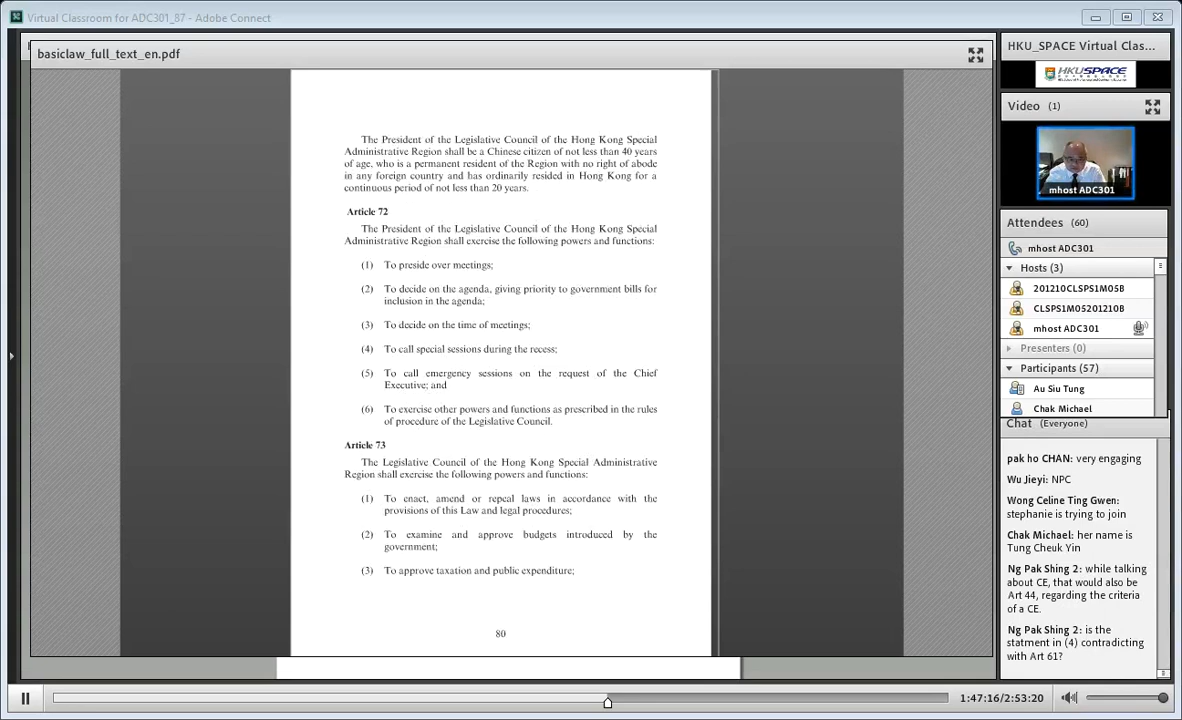 Virtual Classroom for ADC301_87 - Adobe Connect
basiclaw_full_text_en.pdf
The President of the Legislative Council of the Hong Kong Special
Administrative Region shall be a Chinese citizen of not less than 40 years
of age, who is a permanent resident of the Region with no right of abode
in any foreign country and has ordinarily resided in Hong Kong for a
continuous period of not less than 20 years.
Article 72
The President of the Legislative Council of the Hong Kong Special
Administrative Region shall exercise the following powers and functions:
(1) To preside over meetings;
(2) To decide on the agenda, giving priority to government bills for
inclusion in the agenda;
(3) To decide on the time of meetings;
(4) To call special sessions during the recess;
(5) To call emergency sessions on the request of the Chief
Executive; and
(6) To exercise other powers and functions as prescribed in the rules
of procedure of the Legislative Council.
Article 73
The Legislative Council of the Hong Kong Special Administrative
Region shall exercise the following powers and functions:
(1) To enact, amend or repeal laws in accordance with the
provisions of this Law and legal procedures;
(2) To examine and approve budgets introduced by the
government;
(3) To approve taxation and public expenditure;
80
HKU_SPACE Virtual Clas...
HKUSPACE
Video (1)
mhost ADC301
Attendees (60)
mhost ADC301
Hosts (3)
201210CLSPS1M05B
CLSPS1M05201210B
mhost ADC301
Presenters (0)
Participants (57)
Au Siu Tung
Chak Michael
Chat (Everyone)
pak ho CHAN: very engaging
Wu Jieyi: NPC
Wong Celine Ting Gwen:
stephanie is trying to join
Chak Michael: her name is
Tung Cheuk Yin
Ng Pak Shing 2: while talking
about CE, that would also be
Art 44, regarding the criteria
of a CE.
Ng Pak Shing 2: is the
statment in (4) contradicting
with Art 61?
1:47:16/2:53:20